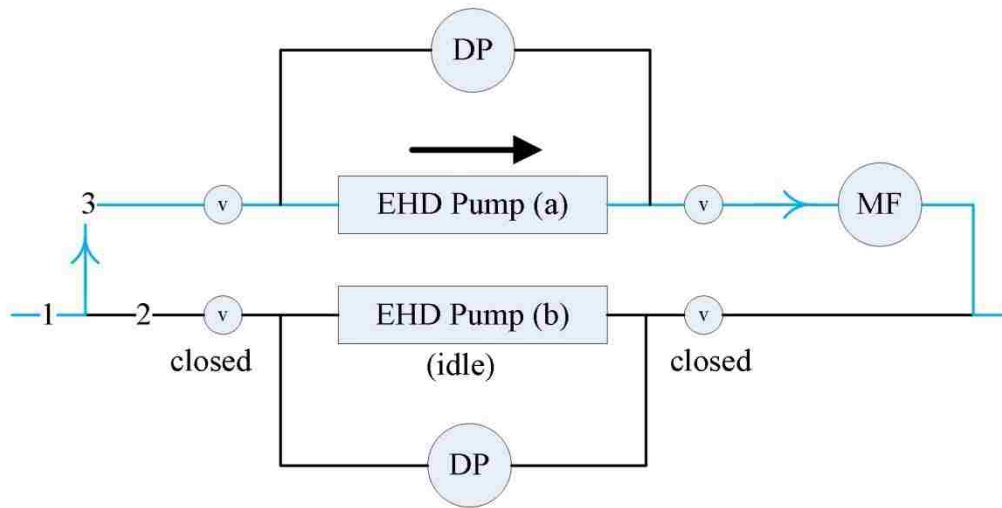 DP
3
v
EHD Pump (a)
v
MF
1
2
v
EHD Pump (b)
v
closed
(idle)
closed
DP